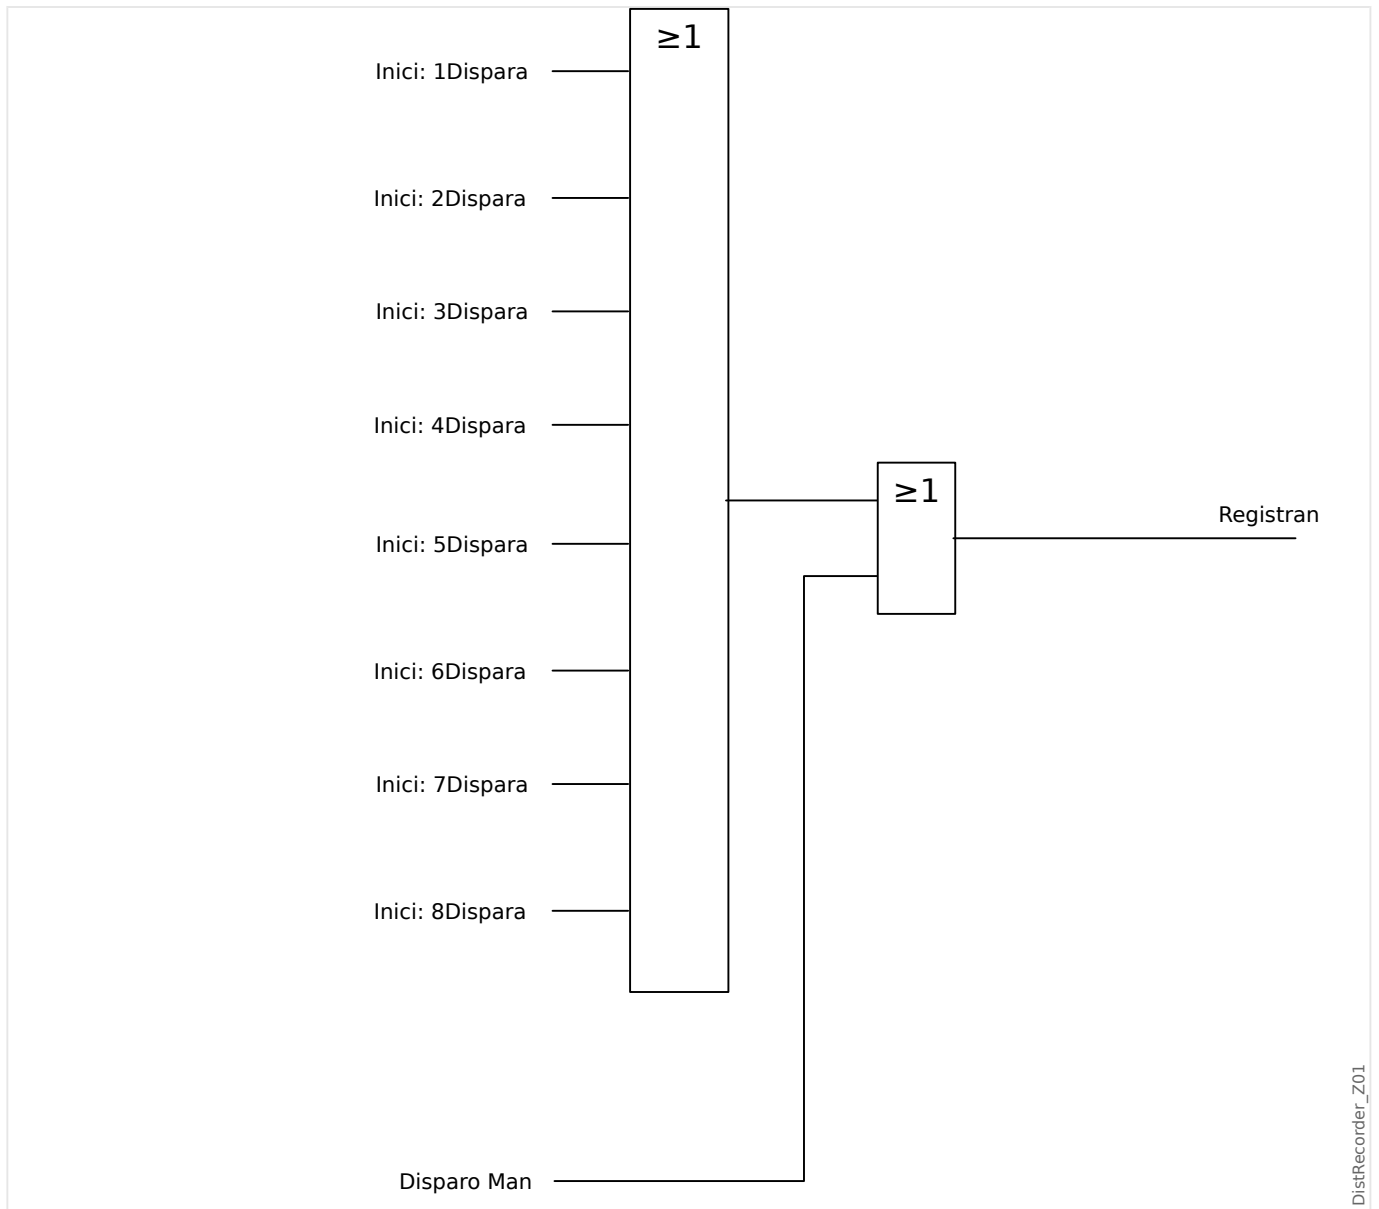 ≥1
Inici: 1Dispara
Inici: 2Dispara
Inici: 3Dispara
Inici: 4Dispara
Inici: 5Dispara
Inici: 6Dispara
Inici: 7Dispara
Inici: 8Dispara
≥1
Registran
Disparo Man
DistRecorder_Z01